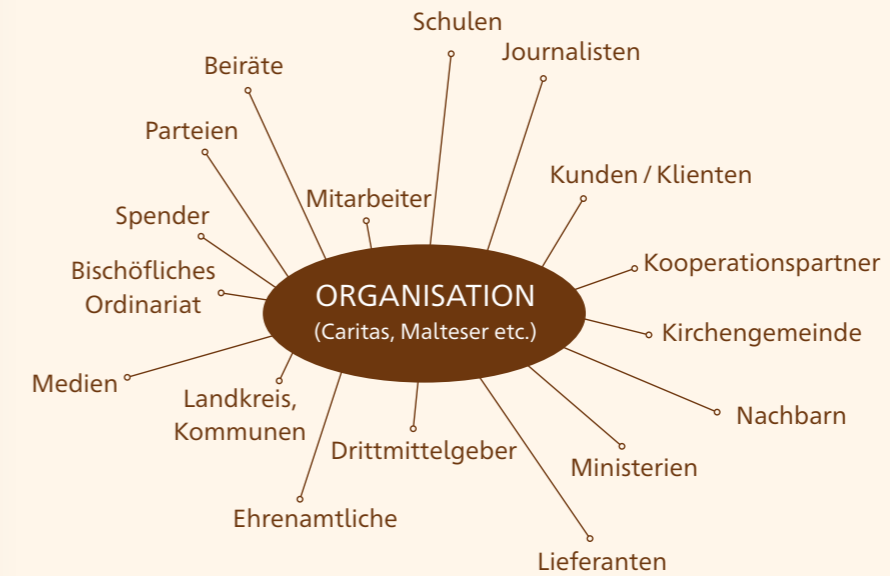 Schulen
Journalisten
Beiräte
Parteien
Kunden / Klienten
Mitarbeiter
Spender
Kooperationspartner
Bischöfliches
Ordinariat
ORGANISATION
(Caritas, Malteser etc.)
Kirchengemeinde
Medien
Landkreis,
Kommunen
Nachbarn
Drittmittelgeber
Ministerien
Ehrenamtliche
Lieferanten